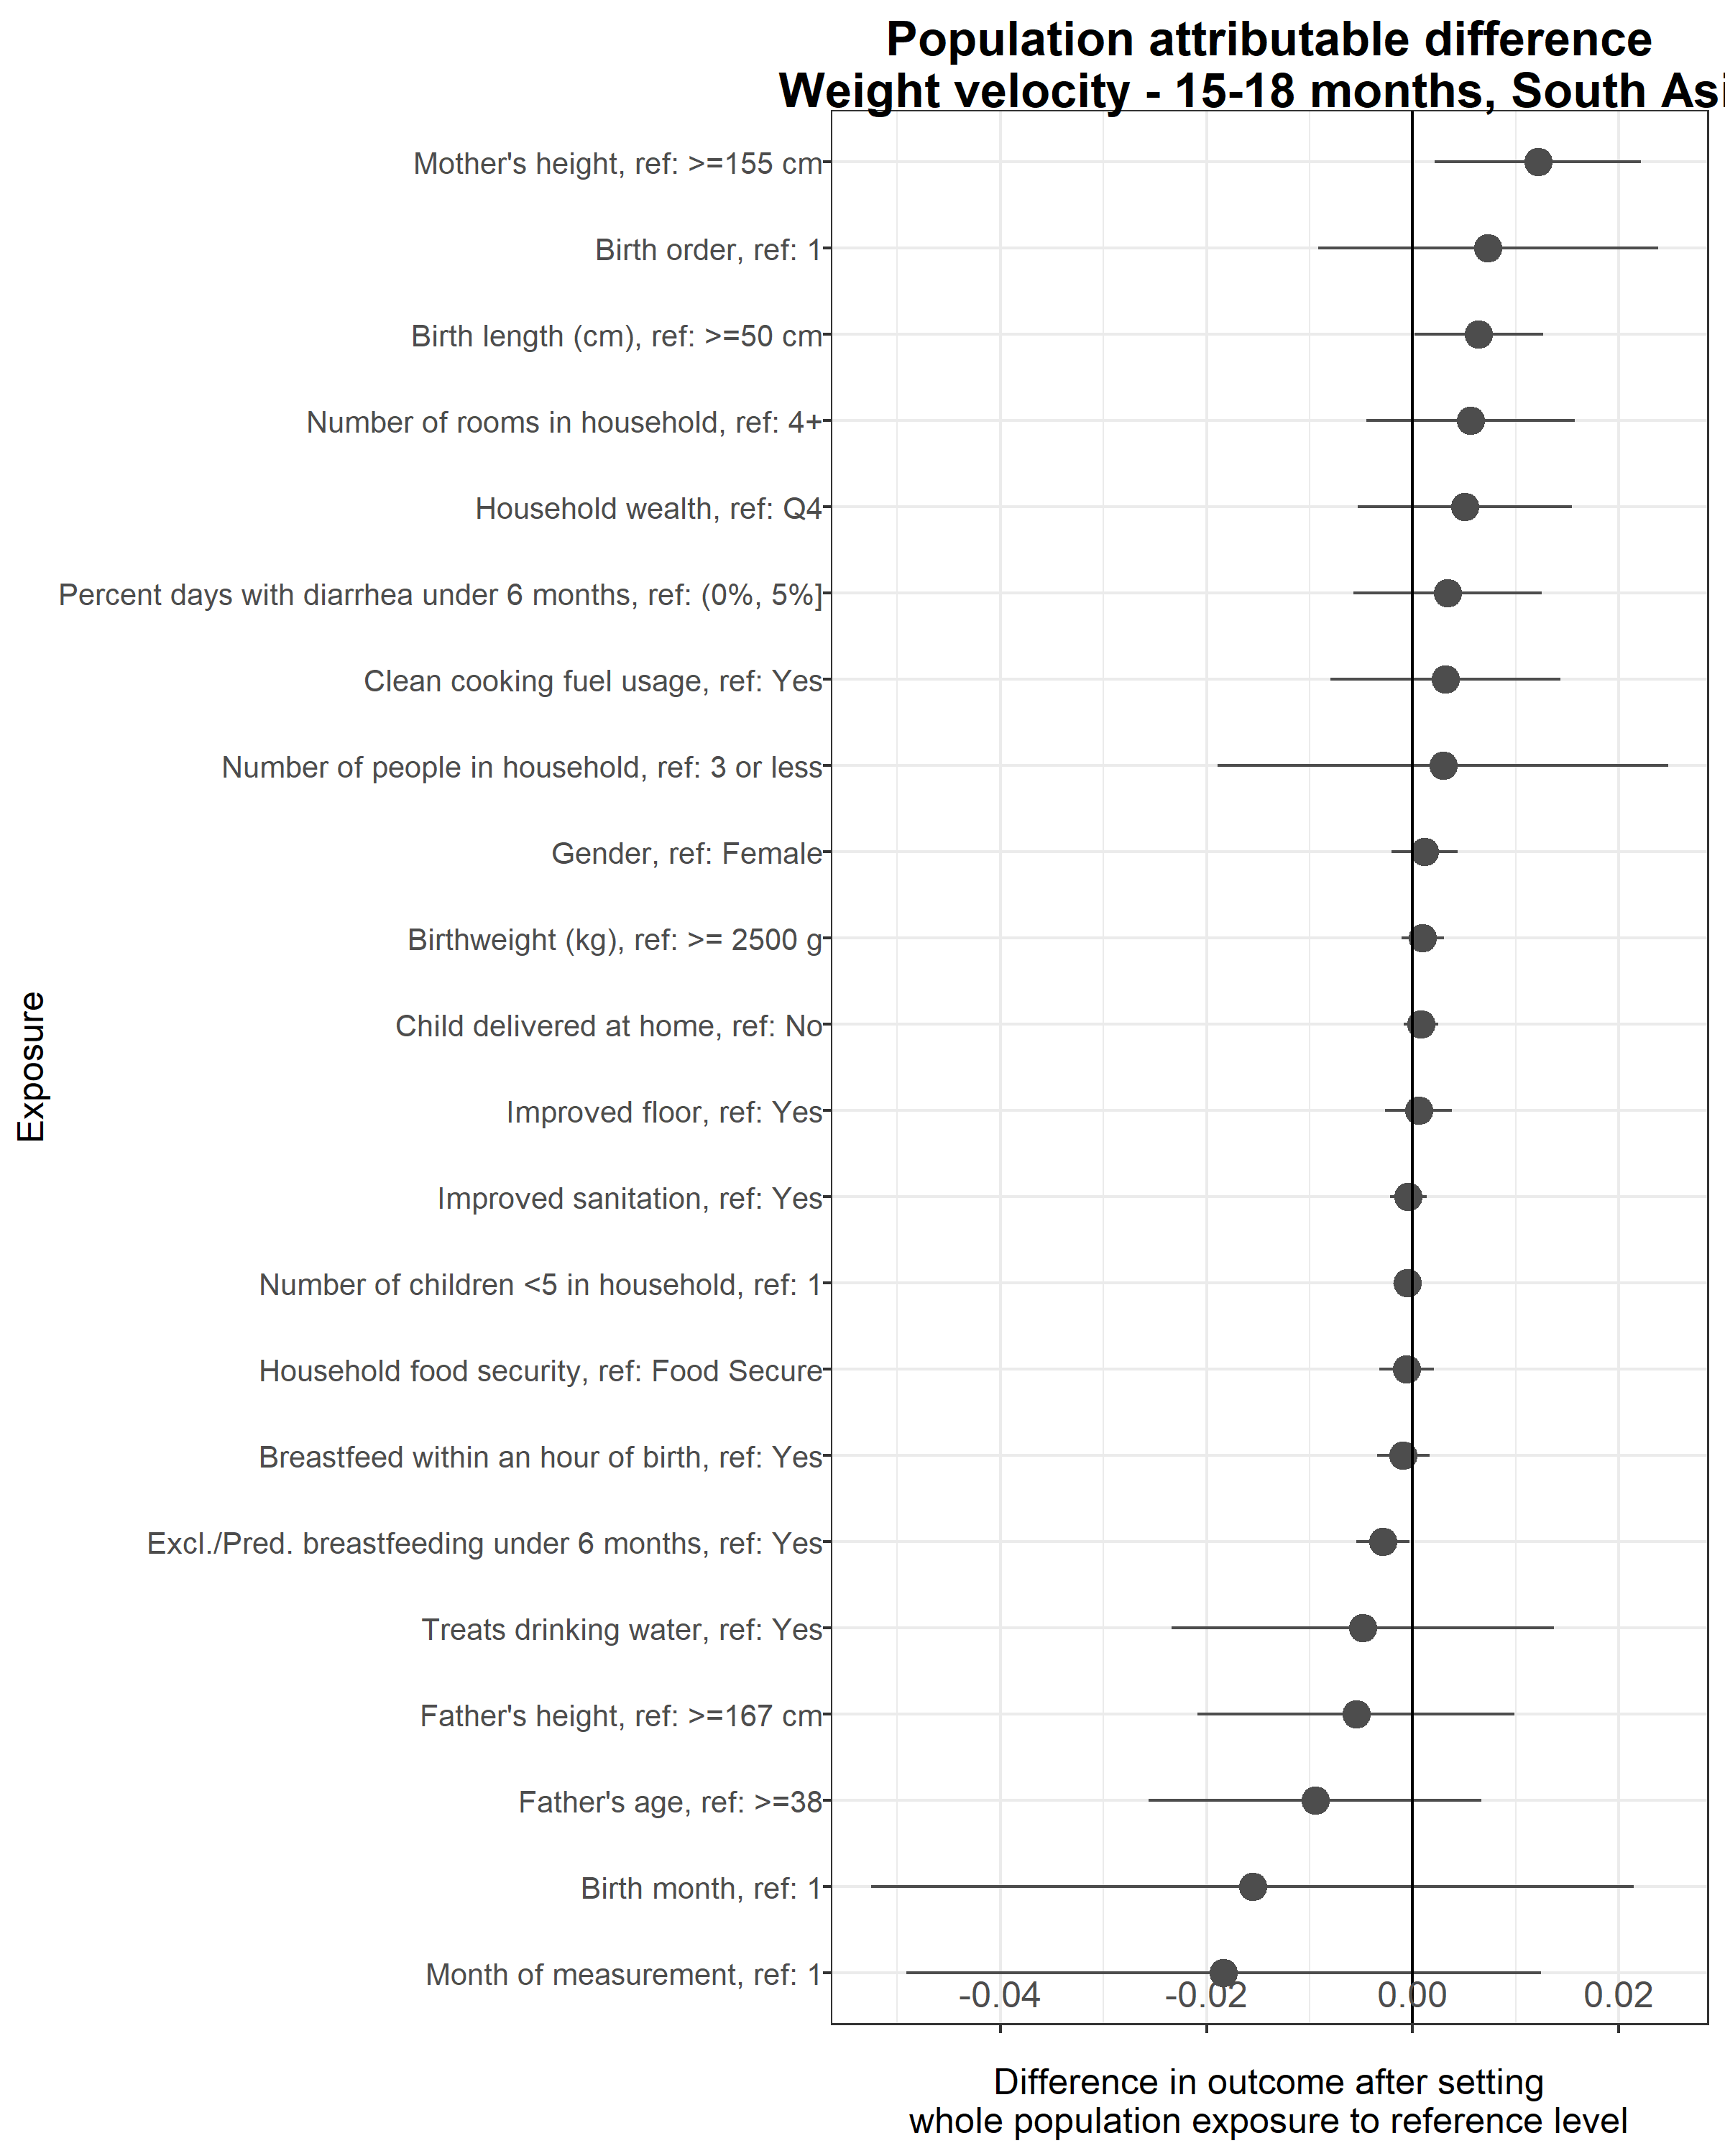 Population attributable difference
Weight velocity - 15-18 months, South Asi
Mother's height, ref: >=155 cm
Birth order, ref: 1
Birth length (cm), ref: >=50 cm
Number of rooms in household, ref: 4+
Household wealth, ref: Q4
Percent days with diarrhea under 6 months, ref: (0%, 5%]
Clean cooking fuel usage, ref: Yes
Number of people in household, ref: 3 or less
Gender, ref: Female
Birthweight (kg), ref: >= 2500 g
Child delivered at home, ref: No
Improved floor, ref: Yes
Improved sanitation, ref: Yes
Number of children <5 in household, ref: 1
Household food security, ref: Food Secure
Breastfeed within an hour of birth, ref: Yes
Excl./Pred. breastfeeding under 6 months, ref: Yes
Treats drinking water, ref: Yes
Father's height, ref: >=167 cm
Father's age, ref: >=38
Birth month, ref: 1
Month of measurement, ref: 1
Exposure
-0.04 -0.02 0.00 0.02
Difference in outcome after setting
whole population exposure to reference level